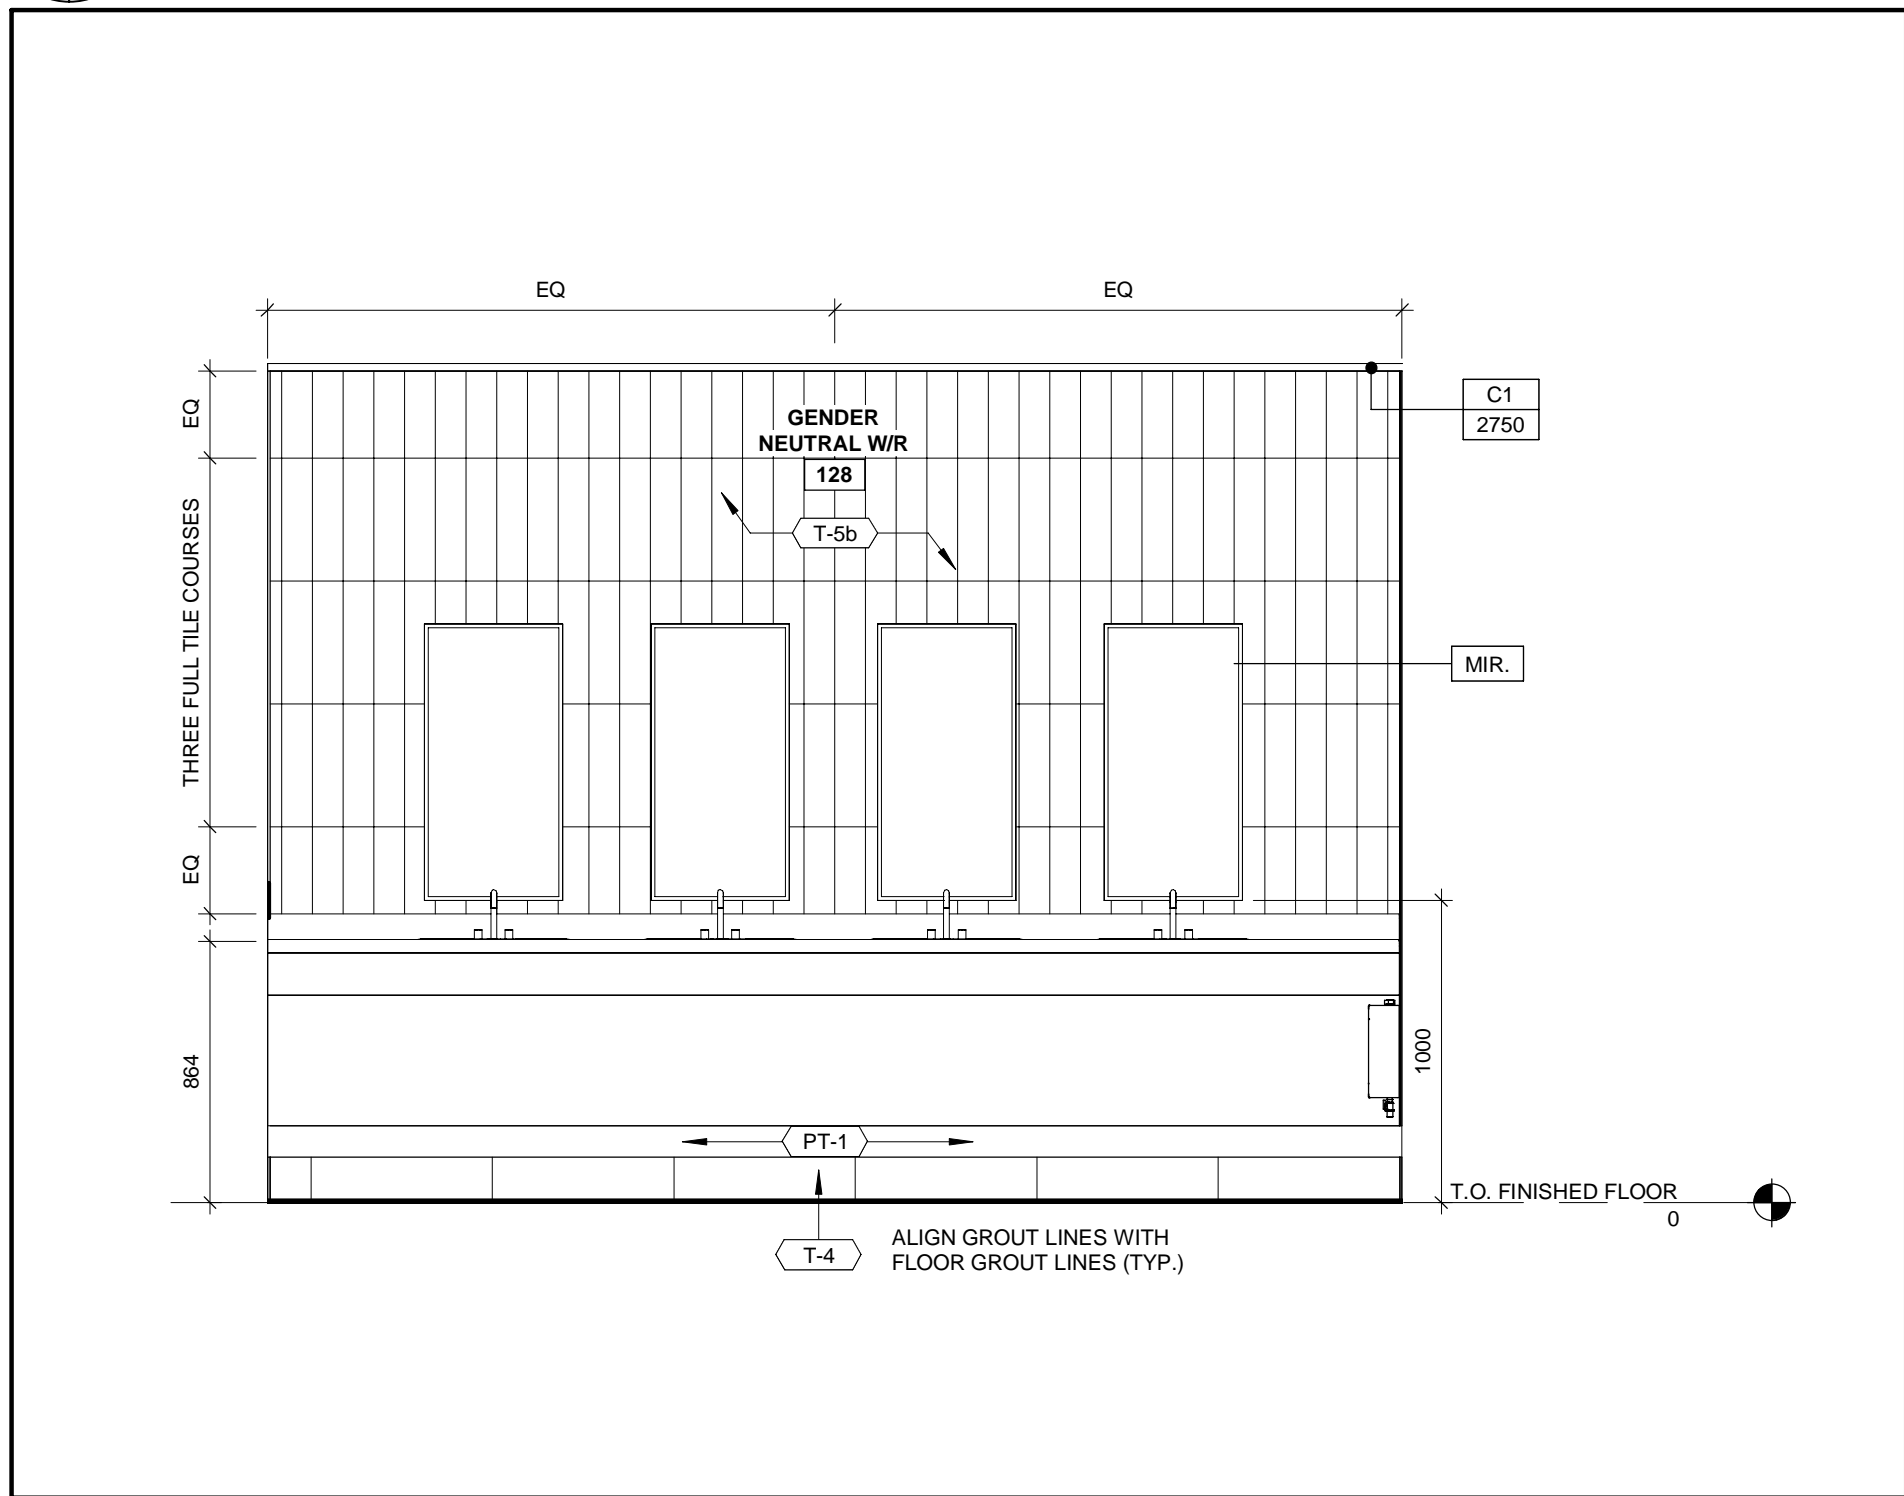 EQ
EQ
EQ
C1
2750
GENDER
NEUTRAL W/R
128
T-5b
THREE FULL TILE COURSES
MIR.
EQ
864
1000
PT-1
T.O. FINISHED FLOOR
0
T-4
ALIGN GROUT LINES WITH
FLOOR GROUT LINES (TYP.)